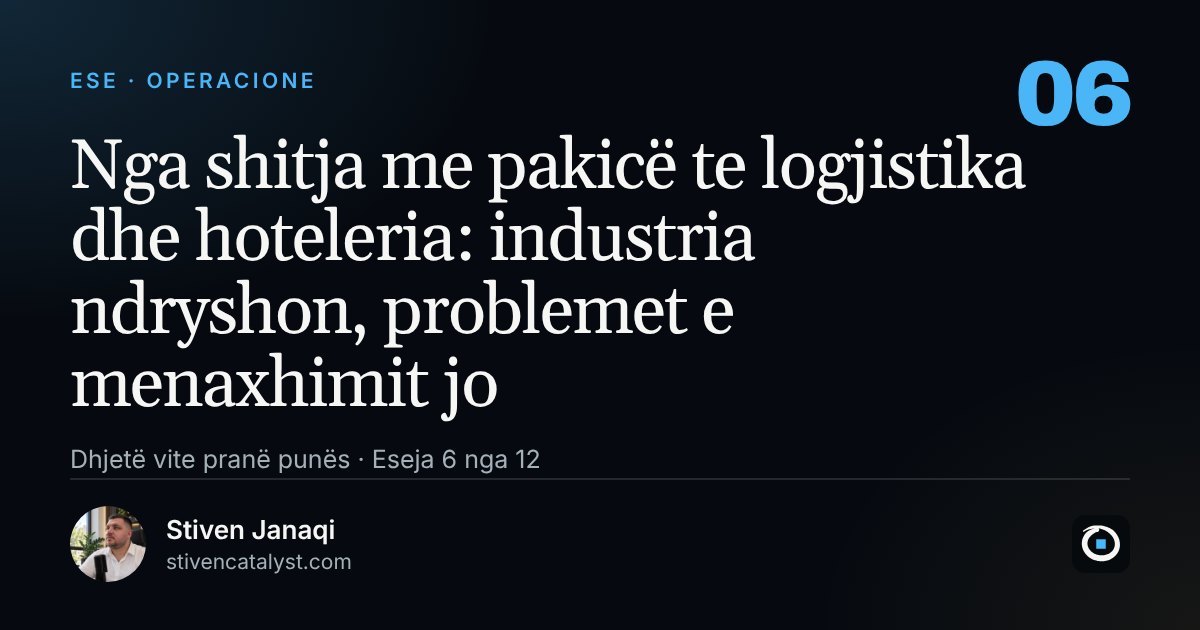 ESE · OPERACIONE
06
Nga shitja me pakicë te logjistika
dhe hoteleria: industria
ndryshon, problemet e
menaxhimit jo
Dhjetë vite pranë punës · Eseja 6 nga 12
Stiven Janaqi
stivencatalyst.com